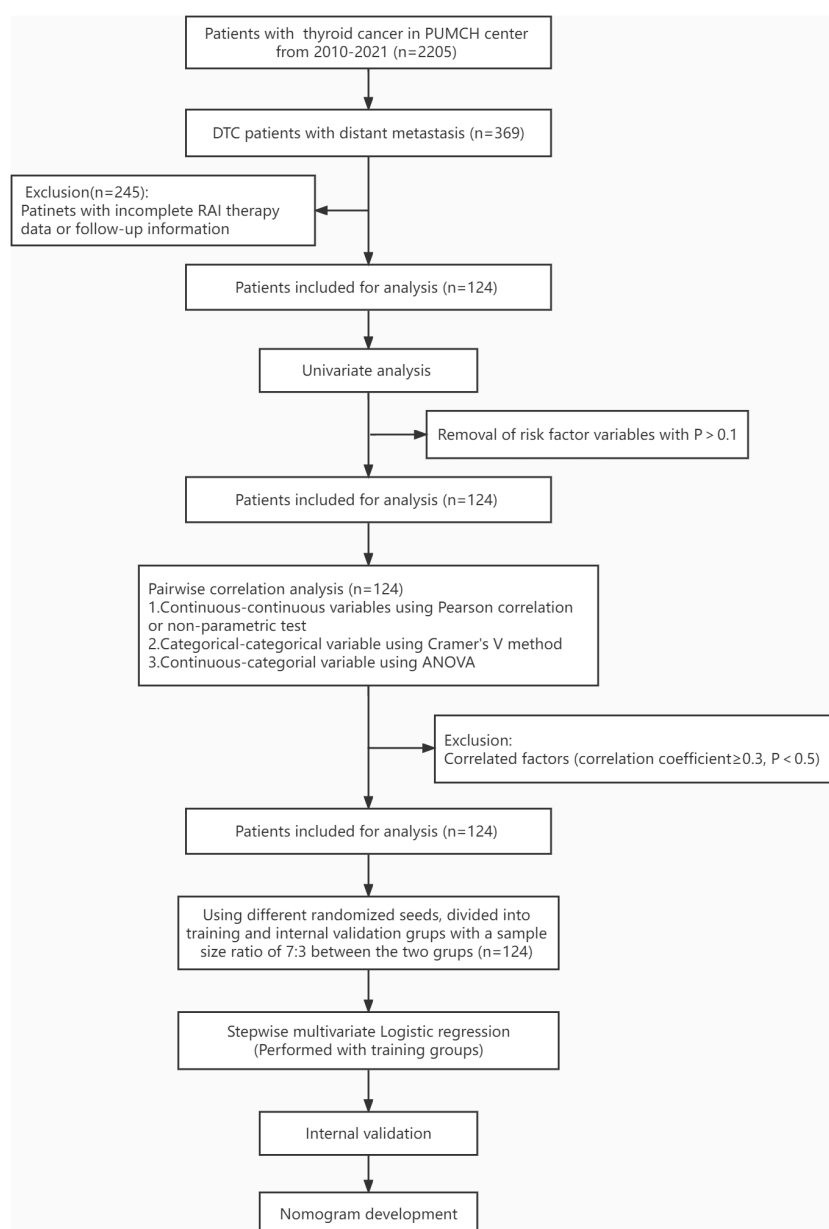 Patients with thyroid cancer in PUMCH center
from 2010-2021 (n=2205)
DTC patients with distant metastasis (n=369)
Exclusion(n=245):
Patinets with incomplete RAI therapy
data or follow-up information
Patients included for analysis (n=124)
Univariate analysis
Removal of risk factor variables with P > 0.1
Patients included for analysis (n=124)
Pairwise correlation analysis (n=124)
1.Continuous-continuous variables using Pearson correlation
or non-parametric test
2.Categorical-categorical variable using Cramer's V method
3.Continuous-categorial variable using ANOVA
Exclusion:
Correlated factors (correlation coefficient≥0.3, P < 0.5)
Patients included for analysis (n=124)
Using different randomized seeds, divided into
training and internal validation grups with a sample
size ratio of 7:3 between the two grups (n=124)
Stepwise multivariate Logistic regression
(Performed with training groups)
Internal validation
Nomogram development